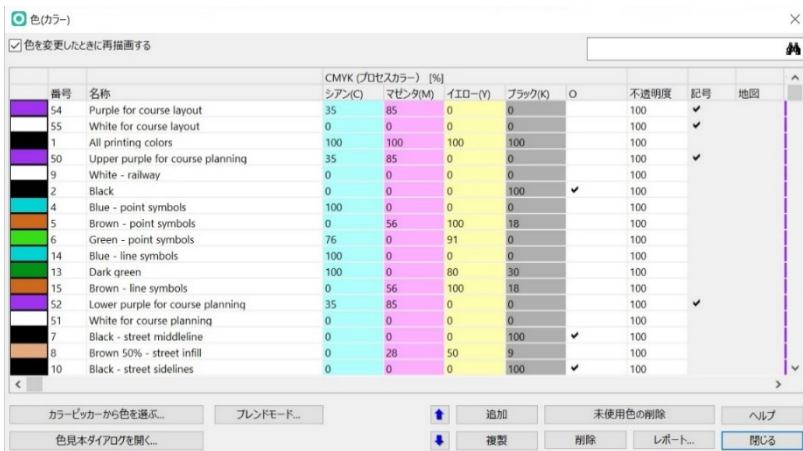 色(カラー)
色を変更したときに再描画する
CMYK (プロセスカラー) [%]
番号 名称 シアン(C) マゼンタ(M) イエロー(Y) ブラック(K) O 不透明度 記号 地図
54 Purple for course layout 35 85 0 0 100 ✔
55 White for course layout 0 0 0 0 100 ✔
1 All printing colors 100 100 100 100 100
50 Upper purple for course planning 35 85 0 0 100 ✔
9 White - railway 0 0 0 0 100
2 Black 0 0 0 100 ✔ 100
4 Blue - point symbols 100 0 0 0 100
5 Brown - point symbols 0 56 100 18 100
6 Green - point symbols 76 0 91 0 100
14 Blue - line symbols 100 0 0 0 100
13 Dark green 100 0 80 30 100
15 Brown - line symbols 0 56 100 18 100
52 Lower purple for course planning 35 85 0 0 100 ✔
51 White for course planning 0 0 0 0 100
7 Black - street middleline 0 0 0 100 ✔ 100
8 Brown 50% - street infill 0 28 50 9 100
10 Black - street sidelines 0 0 0 100 ✔ 100
カラーピッカーから色を選ぶ... ブレンドモード... 追加 未使用色の削除 ヘルプ
色見本ダイアログを開く... 複製 削除 レポート... 閉じる